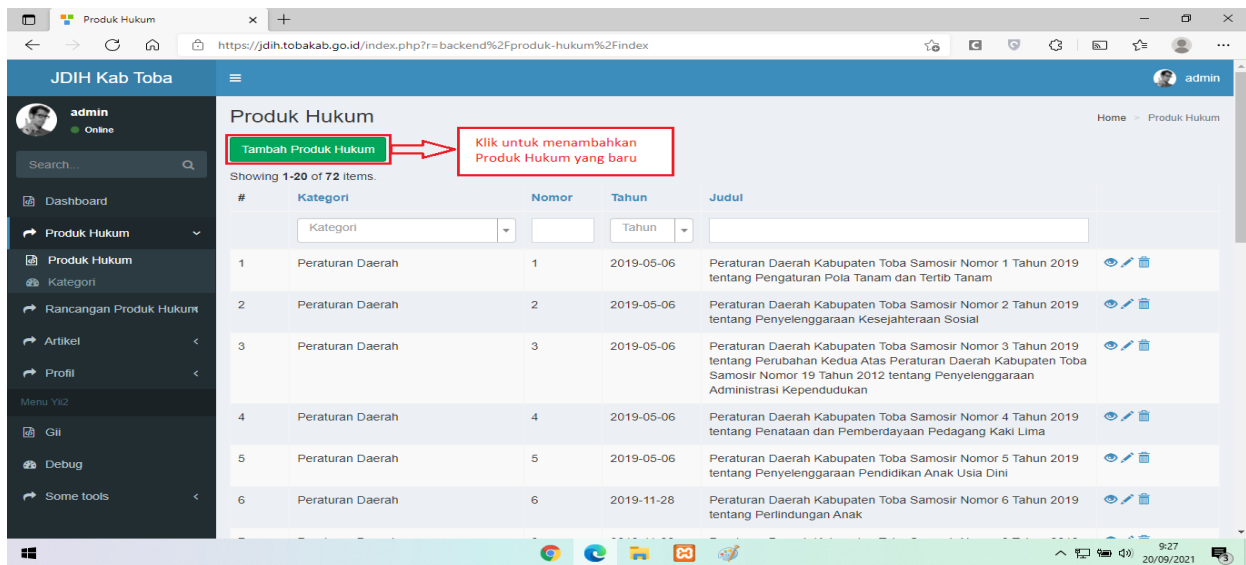 Produk Hukum
https://jdih.tobakab.go.id/index.php?r=backend%2Fproduk-hukum%2Findex
JDIH Kab Toba
admin
admin
Online
Search...
Dashboard
Produk Hukum
Produk Hukum
Kategori
Rancangan Produk Hukum
Artikel
Profil
Menu Yii2
Gii
Debug
Some tools
Produk Hukum
Home > Produk Hukum
Tambah Produk Hukum
Klik untuk menambahkan
Produk Hukum yang baru
Showing 1-20 of 72 items.
# Kategori Nomor Tahun Judul
Kategori Tahun
1 Peraturan Daerah 1 2019-05-06 Peraturan Daerah Kabupaten Toba Samosir Nomor 1 Tahun 2019
tentang Pengaturan Pola Tanam dan Tertib Tanam
2 Peraturan Daerah 2 2019-05-06 Peraturan Daerah Kabupaten Toba Samosir Nomor 2 Tahun 2019
tentang Penyelenggaraan Kesejahteraan Sosial
3 Peraturan Daerah 3 2019-05-06 Peraturan Daerah Kabupaten Toba Samosir Nomor 3 Tahun 2019
tentang Perubahan Kedua Atas Peraturan Daerah Kabupaten Toba
Samosir Nomor 19 Tahun 2012 tentang Penyelenggaraan
Administrasi Kependudukan
4 Peraturan Daerah 4 2019-05-06 Peraturan Daerah Kabupaten Toba Samosir Nomor 4 Tahun 2019
tentang Penataan dan Pemberdayaan Pedagang Kaki Lima
5 Peraturan Daerah 5 2019-05-06 Peraturan Daerah Kabupaten Toba Samosir Nomor 5 Tahun 2019
tentang Penyelenggaraan Pendidikan Anak Usia Dini
6 Peraturan Daerah 6 2019-11-28 Peraturan Daerah Kabupaten Toba Samosir Nomor 6 Tahun 2019
tentang Perlindungan Anak
9:27
20/09/2021